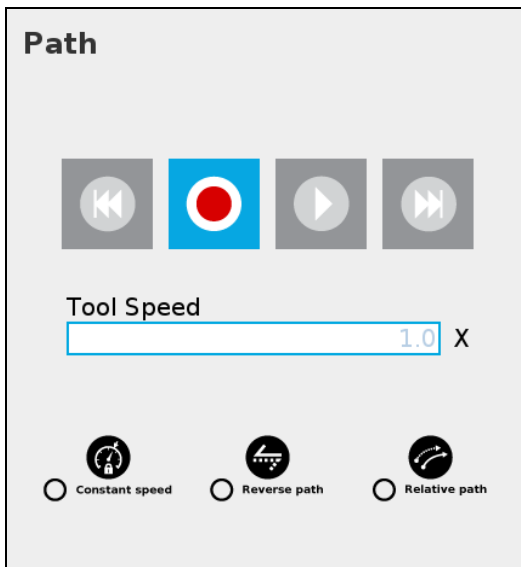 Path
Tool Speed
1.0 X
Constant speed
Reverse path
Relative path